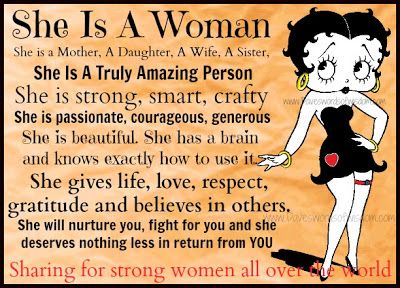 She Is A Woman
She is a Mother, A Daughter, A Wife, A Sister,
She Is A Truly Amazing Person
She is strong, smart, crafty
She is passionate, courageous, generous
She is beautiful. She has a brain
and knows exactly how to use it.
She gives life, love, respect,
gratitude and believes in others.
She will nurture you, fight for you and she
deserves nothing less in return from YOU
Sharing for strong women all over the world
www.DavesWordsOfWisdom.com
www.DavesWordsOfWisdom.com